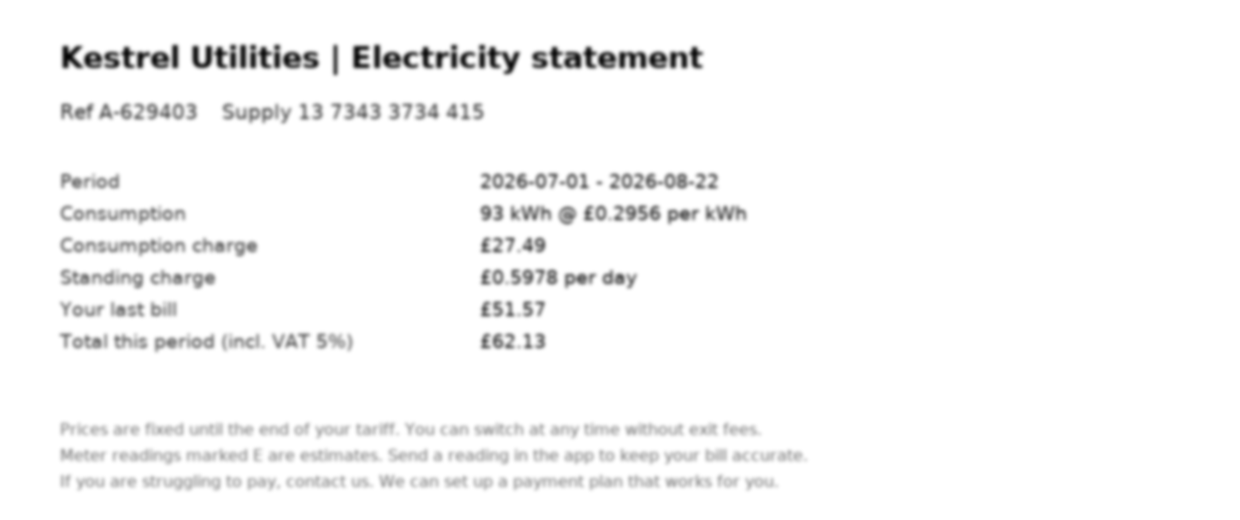 Kestrel Utilities | Electricity statement
Ref A-629403 Supply 13 7343 3734 415
Period 2026-07-01 - 2026-08-22
Consumption 93 kWh @ £0.2956 per kWh
Consumption charge £27.49
Standing charge £0.5978 per day
Your last bill £51.57
Total this period (incl. VAT 5%) £62.13
Prices are fixed until the end of your tariff. You can switch at any time without exit fees.
Meter readings marked E are estimates. Send a reading in the app to keep your bill accurate.
If you are struggling to pay, contact us. We can set up a payment plan that works for you.